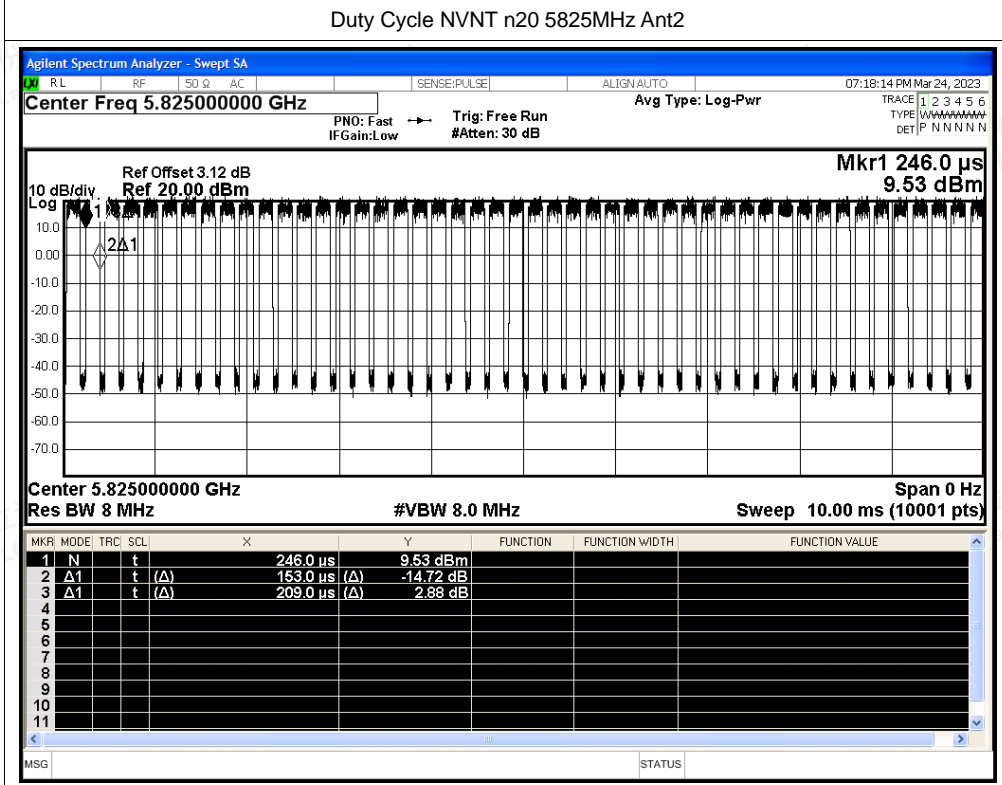 Duty Cycle NVNT n20 5825MHz Ant2
Agilent Spectrum Analyzer - Swept SA
LXI RL RF 50 Ω AC SENSE:PULSE ALIGN AUTO 07:18:14 PM Mar 24, 2023
Center Freq 5.825000000 GHz Avg Type: Log-Pwr TRACE 1 2 3 4 5 6
PNO: Fast Trig: Free Run TYPE
IFGain:Low #Atten: 30 dB DET P N N N N N
Mkr1 246.0 µs
Ref Offset 3.12 dB
10 dB/div Ref 20.00 dBm 9.53 dBm
Log
1
10.0
2Δ1
0.00
-10.0
-20.0
-30.0
-40.0
-50.0
-60.0
-70.0
Center 5.825000000 GHz Span 0 Hz
Res BW 8 MHz #VBW 8.0 MHz Sweep 10.00 ms (10001 pts)
MKR MODE TRC SCL X Y FUNCTION FUNCTION WIDTH FUNCTION VALUE
1 N t 246.0 µs 9.53 dBm
2 Δ1 t (Δ) 153.0 µs (Δ) -14.72 dB
3 Δ1 t (Δ) 209.0 µs (Δ) 2.88 dB
4
5
6
7
8
9
10
11
MSG STATUS